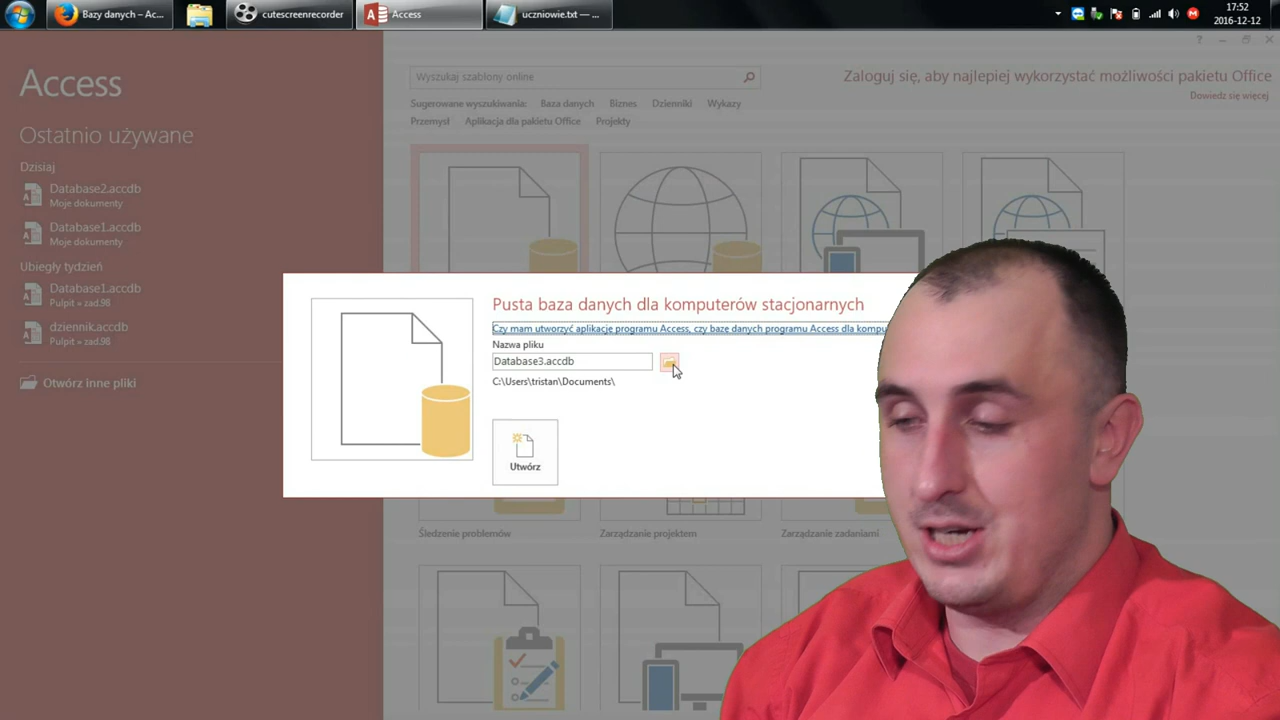 Bazy danych – Ac...
cutescreenrecorder
Access
uczniowie.txt — ...
17:52
2016-12-12
Access
Ostatnio używane
Dzisiaj
Database2.accdb
Moje dokumenty
Database1.accdb
Moje dokumenty
Ubiegły tydzień
Database1.accdb
Pulpit » zad.98
dziennik.accdb
Pulpit » zad.98
Otwórz inne pliki
Wyszukaj szablony online
Sugerowane wyszukiwania: Baza danych Biznes Dzienniki Wykazy
Przemysł Aplikacja dla pakietu Office Projekty
Zaloguj się, aby najlepiej wykorzystać możliwości pakietu Office
Dowiedz się więcej
Pusta baza danych dla komputerów stacjonarnych
Czy mam utworzyć aplikację programu Access, czy bazę danych programu Access dla kompu
Nazwa pliku
Database3.accdb
C:\Users\tristan\Documents\
Utwórz
Śledzenie problemów
Zarządzanie projektem
Zarządzanie zadaniami